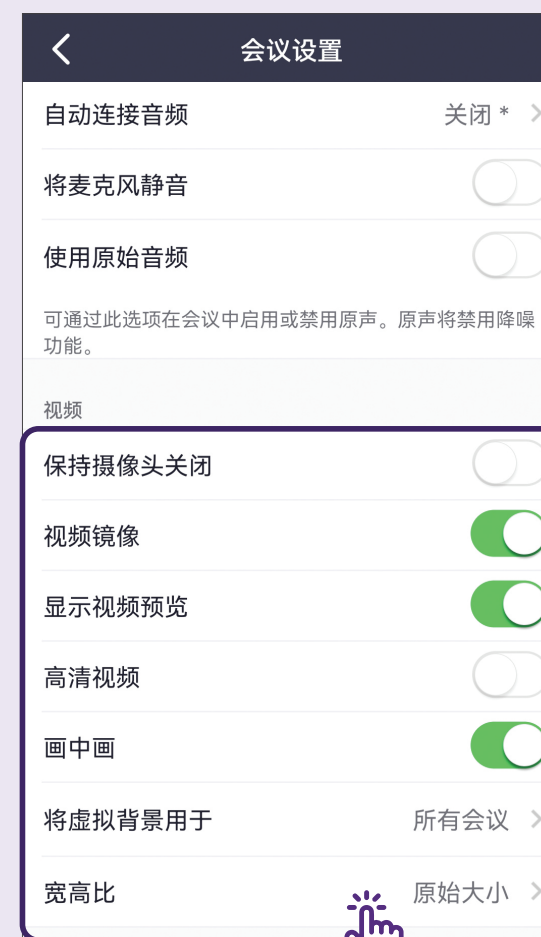 会议设置
自动连接音频 关闭 *
将麦克风静音
使用原始音频
可通过此选项在会议中启用或禁用原声。原声将禁用降噪
功能。
视频
保持摄像头关闭
视频镜像
显示视频预览
高清视频
画中画
将虚拟背景用于 所有会议
宽高比 原始大小